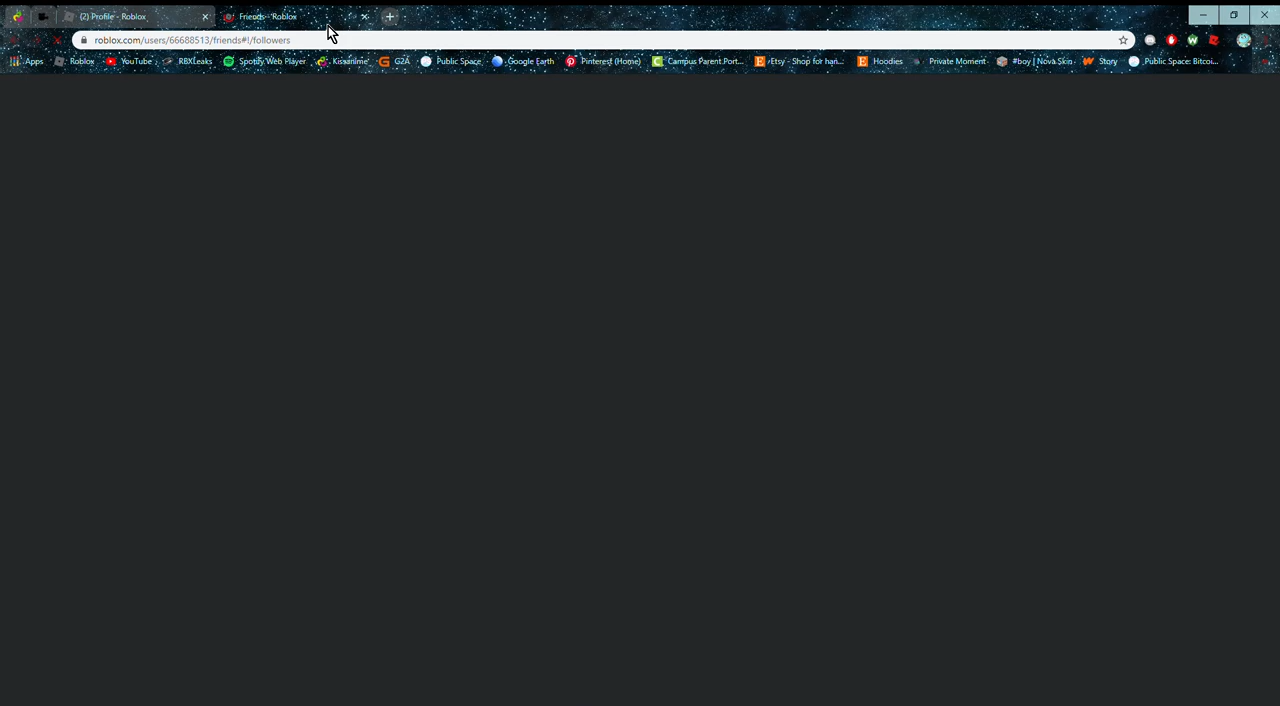 (2) Profile - Roblox
Friends - Roblox
roblox.com/users/66688513/friends#!/followers
Apps Roblox YouTube RBXLeaks Spotify Web Player Kissanime G2A Public Space Google Earth Pinterest (Home) Campus Parent Port... Etsy - Shop for han... Hoodies Private Moment #boy | Nova Skin Story Public Space: Bitcoi...